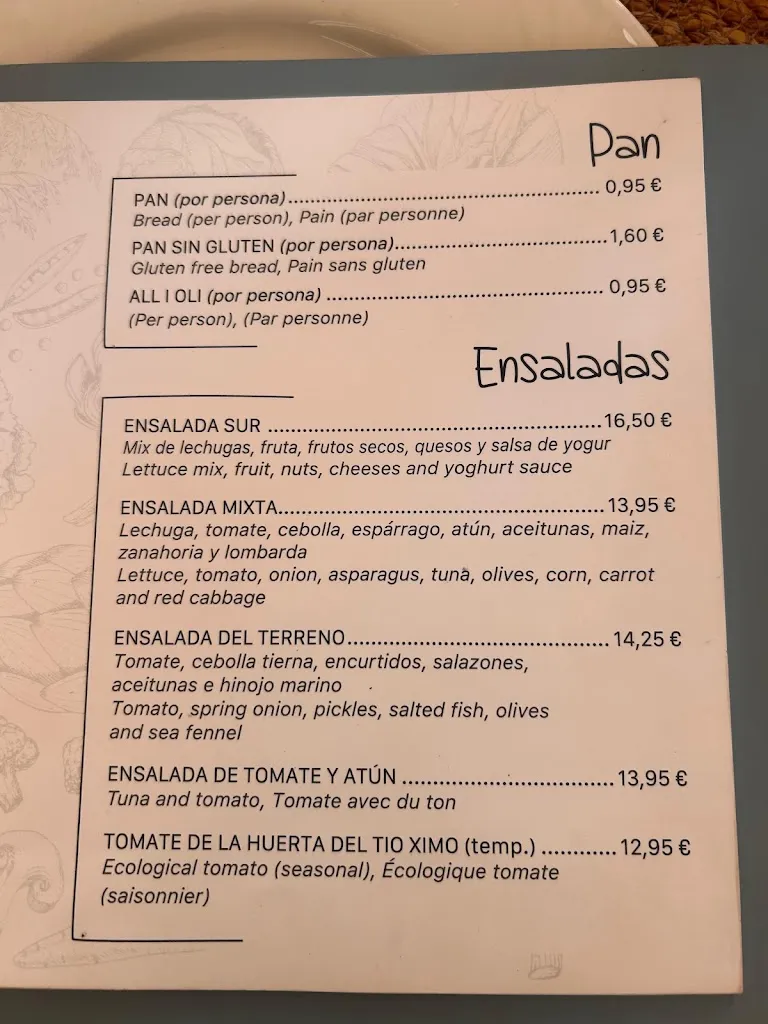 Pan
PAN (por persona)........................................................ 0,95 €
Bread (per person), Pain (par personne)
PAN SIN GLUTEN (por persona)......................................1,60 €
Gluten free bread, Pain sans gluten
ALL I OLI (por persona) ................................................. 0,95 €
(Per person), (Par personne)
Ensaladas
ENSALADA SUR ............................................................16,50 €
Mix de lechugas, fruta, frutos secos, quesos y salsa de yogur
Lettuce mix, fruit, nuts, cheeses and yoghurt sauce
ENSALADA MIXTA.......................................................... 13,95 €
Lechuga, tomate, cebolla, espárrago, atún, aceitunas, maiz,
zanahoria y lombarda
Lettuce, tomato, onion, asparagus, tuna, olives, corn, carrot
and red cabbage
ENSALADA DEL TERRENO.............................................. 14,25 €
Tomate, cebolla tierna, encurtidos, salazones,
aceitunas e hinojo marino
Tomato, spring onion, pickles, salted fish, olives
and sea fennel
ENSALADA DE TOMATE Y ATÚN ..................................... 13,95 €
Tuna and tomato, Tomate avec du ton
TOMATE DE LA HUERTA DEL TIO XIMO (temp.) ............ 12,95 €
Ecological tomato (seasonal), Écologique tomate
(saisonnier)